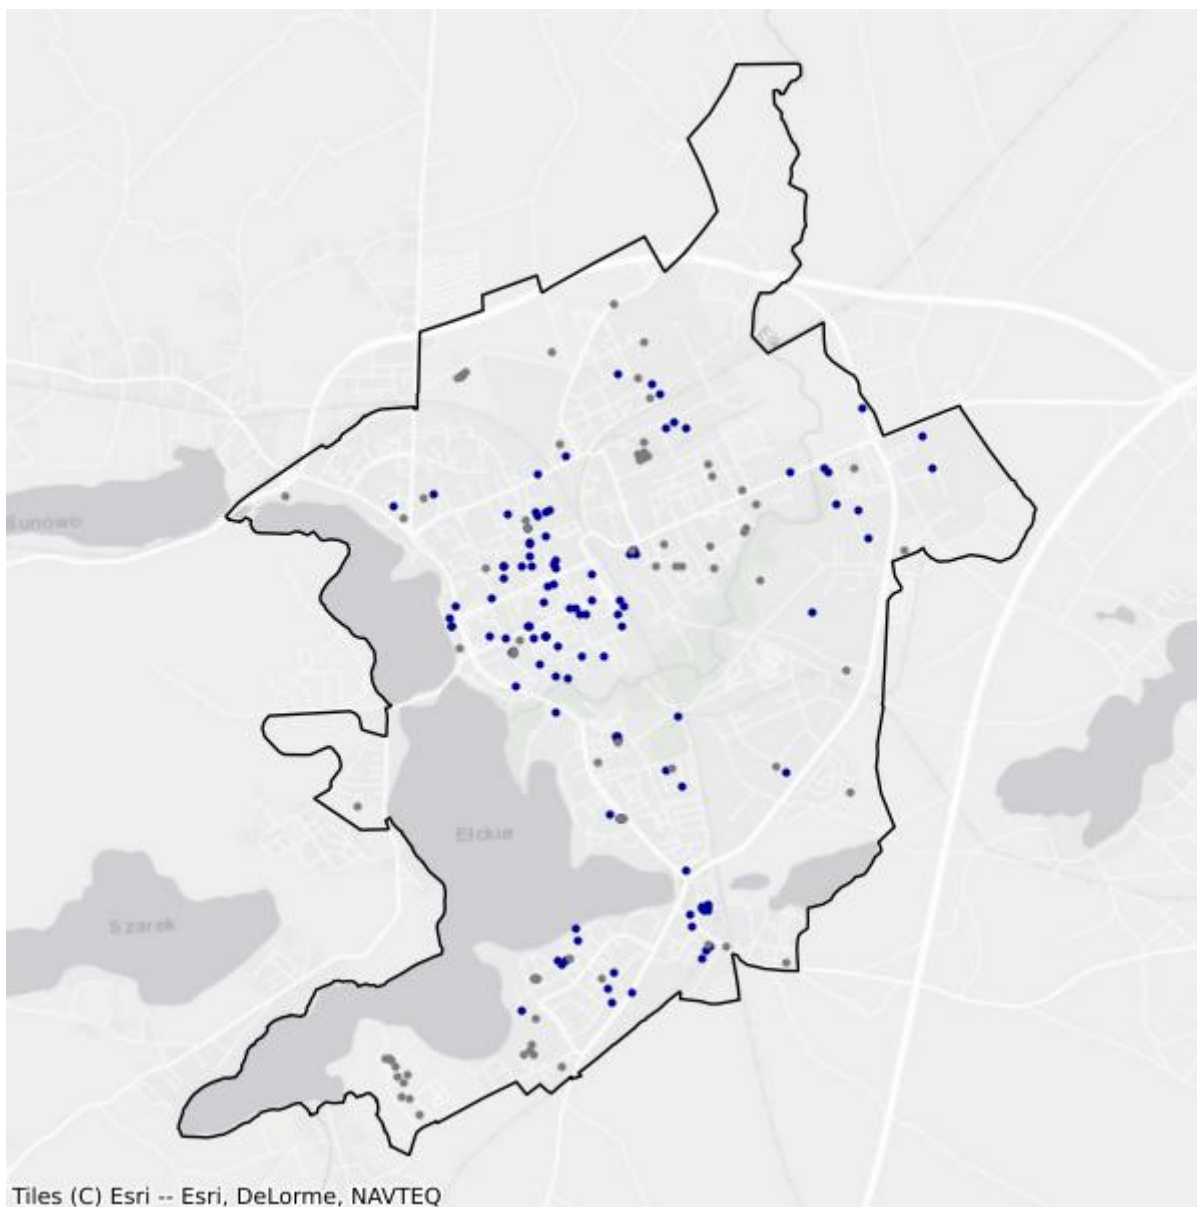 Sunowo
Ełckie
Szarek
Tiles (C) Esri -- Esri, DeLorme, NAVTEQ